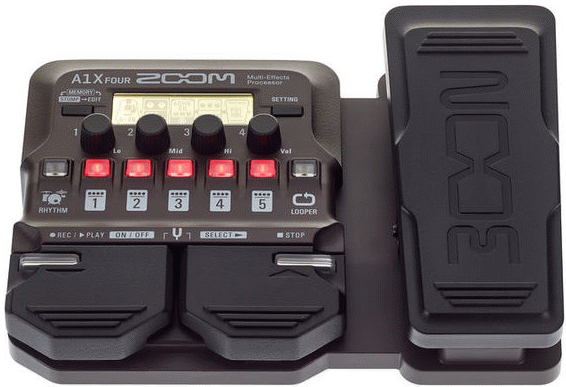 A1X FOUR ZOOM Multi-Effects Processor
MEMORY
STOMP → EDIT
SETTING
1 2 3 4
Lo Mid Hi Vol
1 2 3 4 5
RHYTHM
LOOPER
● REC / ▶ PLAY ON / OFF SELECT ■ STOP
ZOOM